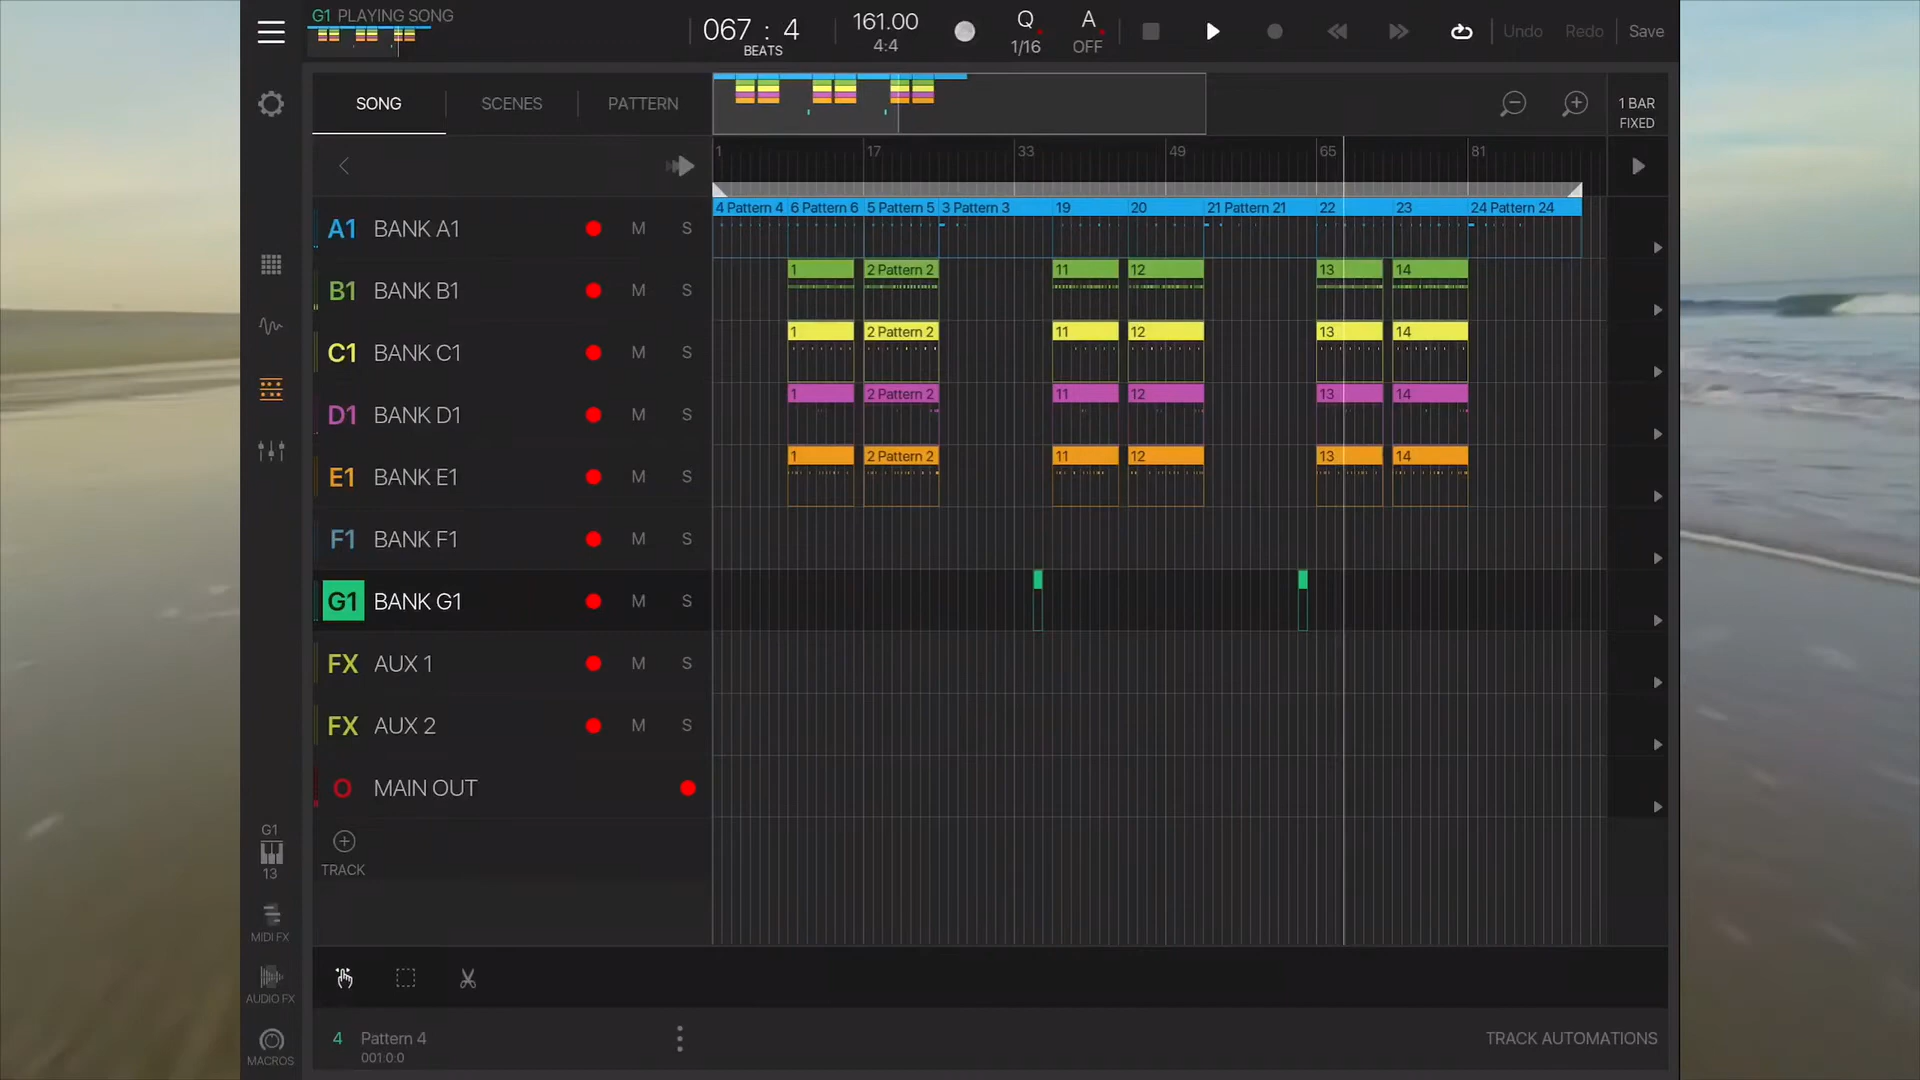 G1 PLAYING SONG
067 : 4
BEATS
161.00
4:4
Q
1/16
A
OFF
Undo
Redo
Save
SONG
SCENES
PATTERN
1 BAR
FIXED
1
17
33
49
65
81
4 Pattern 4
6 Pattern 6
5 Pattern 5
3 Pattern 3
19
20
21 Pattern 21
22
23
24 Pattern 24
A1 BANK A1 M S
1
2 Pattern 2
11
12
13
14
B1 BANK B1 M S
1
2 Pattern 2
11
12
13
14
C1 BANK C1 M S
1
2 Pattern 2
11
12
13
14
D1 BANK D1 M S
1
2 Pattern 2
11
12
13
14
E1 BANK E1 M S
F1 BANK F1 M S
G1 BANK G1 M S
FX AUX 1 M S
FX AUX 2 M S
O MAIN OUT
TRACK
G1
13
MIDI FX
AUDIO FX
MACROS
4 Pattern 4
001:0:0
TRACK AUTOMATIONS